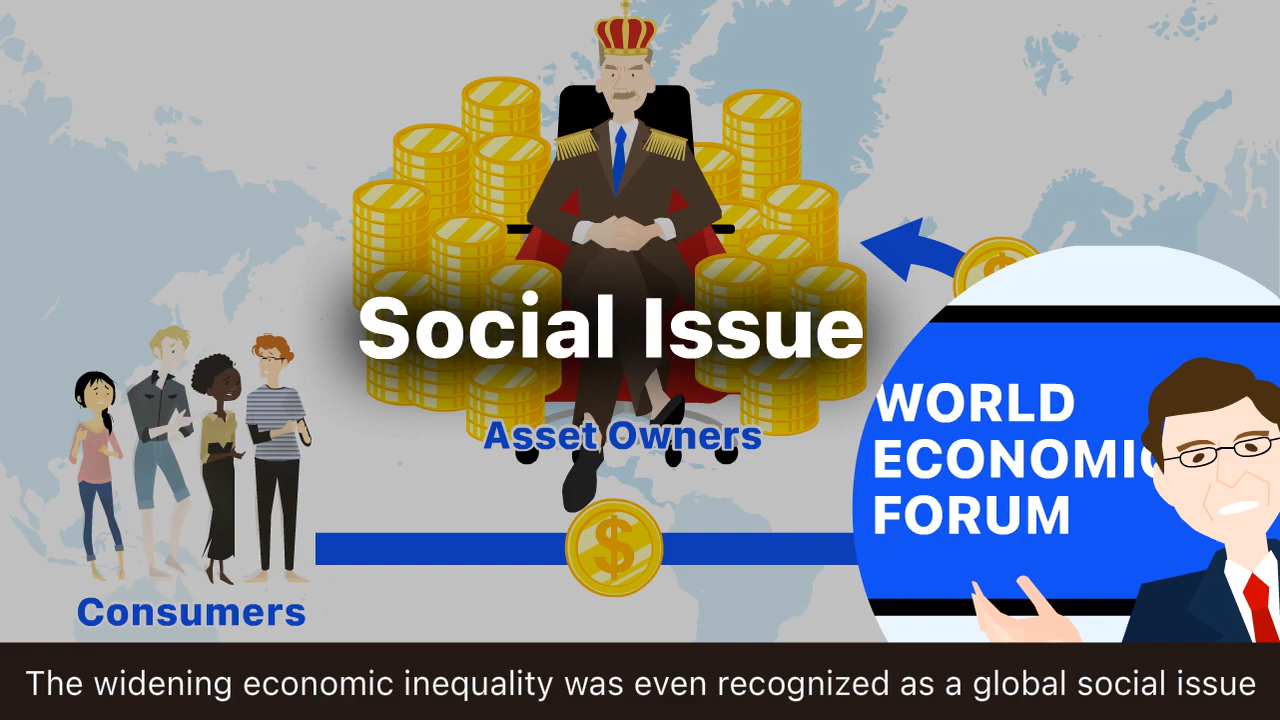 Social Issue
Asset Owners
WORLD
ECONOMIC
FORUM
Consumers
The widening economic inequality was even recognized as a global social issue